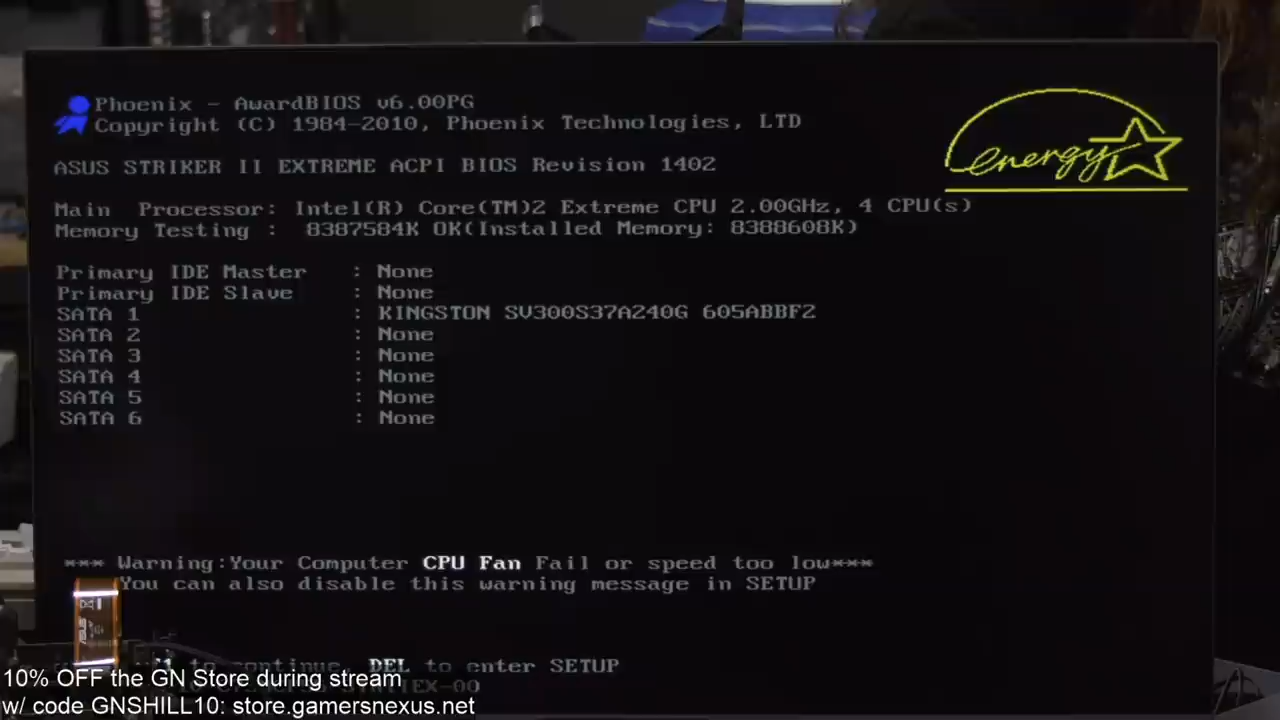 Phoenix - AwardBIOS v6.00PG
Copyright (C) 1984-2010, Phoenix Technologies, LTD
energy
ASUS STRIKER II EXTREME ACPI BIOS Revision 1402
Main Processor: Intel(R) Core(TM)2 Extreme CPU 2.00GHz, 4 CPU(s)
Memory Testing : 8387584K OK(Installed Memory: 8388608K)
Primary IDE Master : None
Primary IDE Slave : None
SATA 1 : KINGSTON SV300S37A240G 605ABBF2
SATA 2 : None
SATA 3 : None
SATA 4 : None
SATA 5 : None
SATA 6 : None
*** Warning:Your Computer CPU Fan Fail or speed too low***
You can also disable this warning message in SETUP
to continue, DEL to enter SETUP
ASUS
10% OFF the GN Store during stream
w/ code GNSHILL10: store.gamersnexus.net